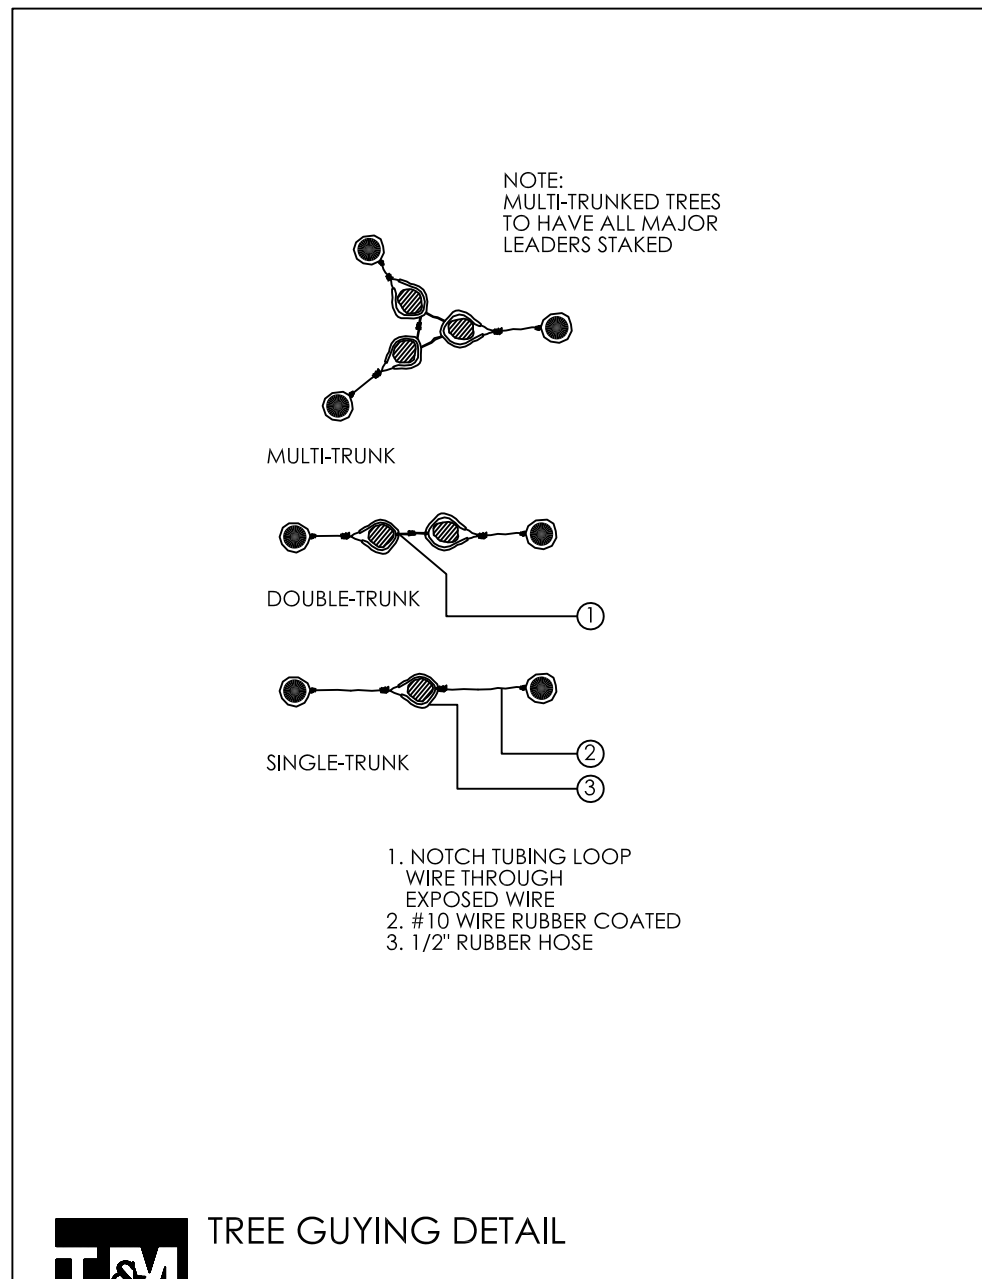 NOTE:
MULTI-TRUNKED TREES
TO HAVE ALL MAJOR
LEADERS STAKED
MULTI-TRUNK
DOUBLE-TRUNK
1
SINGLE-TRUNK
2
3
1. NOTCH TUBING LOOP
WIRE THROUGH
EXPOSED WIRE
2. #10 WIRE RUBBER COATED
3. 1/2" RUBBER HOSE
TREE GUYING DETAIL
T&M